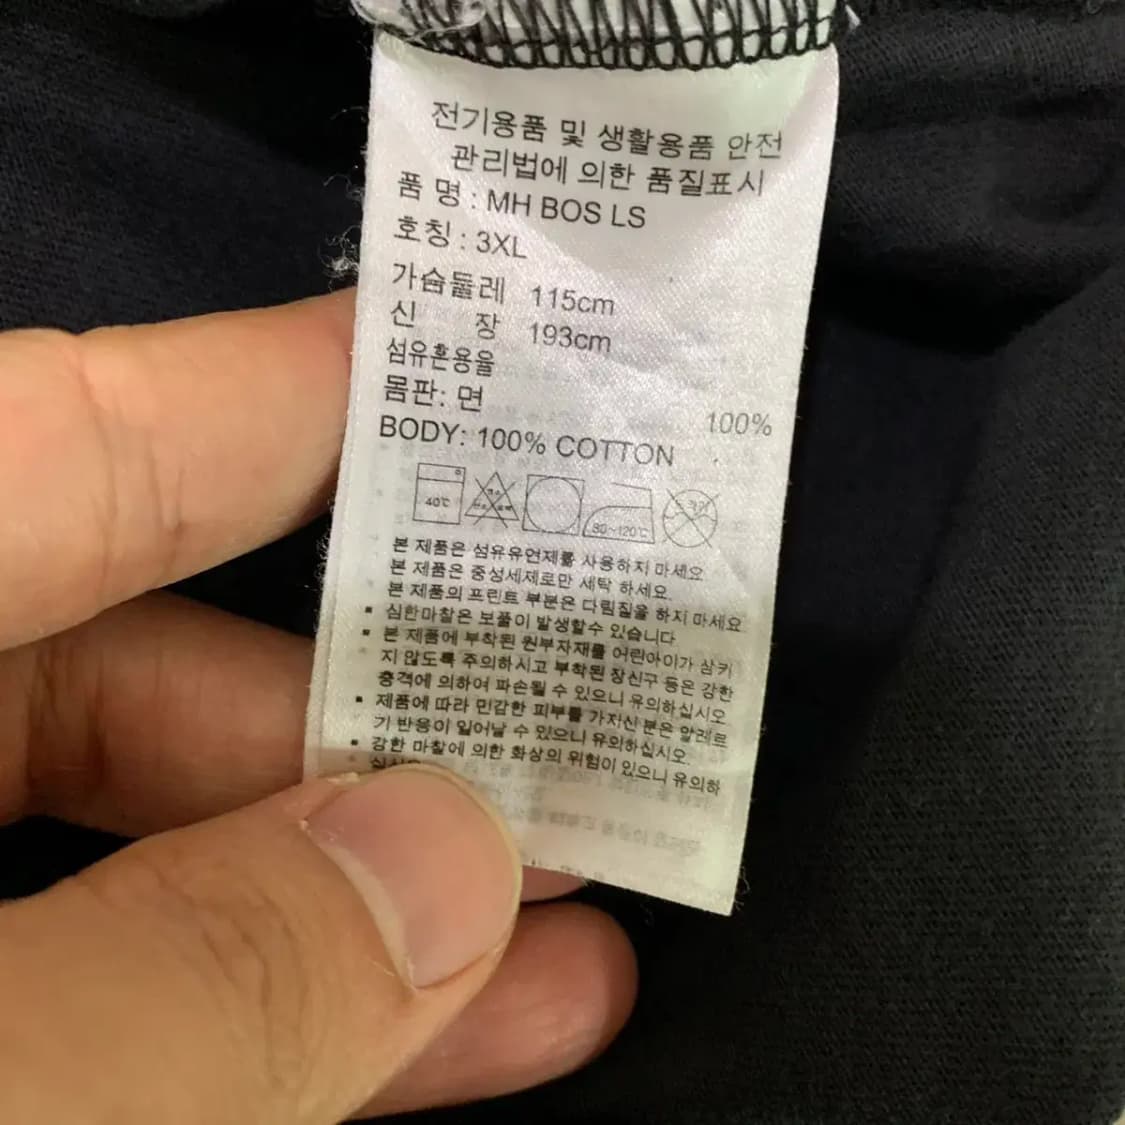 전기용품 및 생활용품 안전
관리법에 의한 품질표시
품 명 : MH BOS LS
호칭 : 3XL
가슴둘레 115cm
신 장 193cm
섬유혼용율
몸판: 면 100%
BODY: 100% COTTON
40℃ 80~120℃
본 제품은 섬유유연제를 사용하지 마세요
본 제품은 중성세제로만 세탁 하세요
본 제품의 프린트 부분은 다림질을 하지 마세요
▪ 심한마찰은 보풀이 발생할수 있습니다
▪ 본 제품에 부착된 원부자재를 어린아이가 삼키
지 않도록 주의하시고 부착된 장신구 등은 강한
충격에 의하여 파손될 수 있으니 유의하십시오
▪ 제품에 따라 민감한 피부를 가지신분은 알레르
기 반응이 일어날 수 있으니 유의하십시오.
▪ 강한 마찰에 의한 화상의 위험이 있으니 유의하